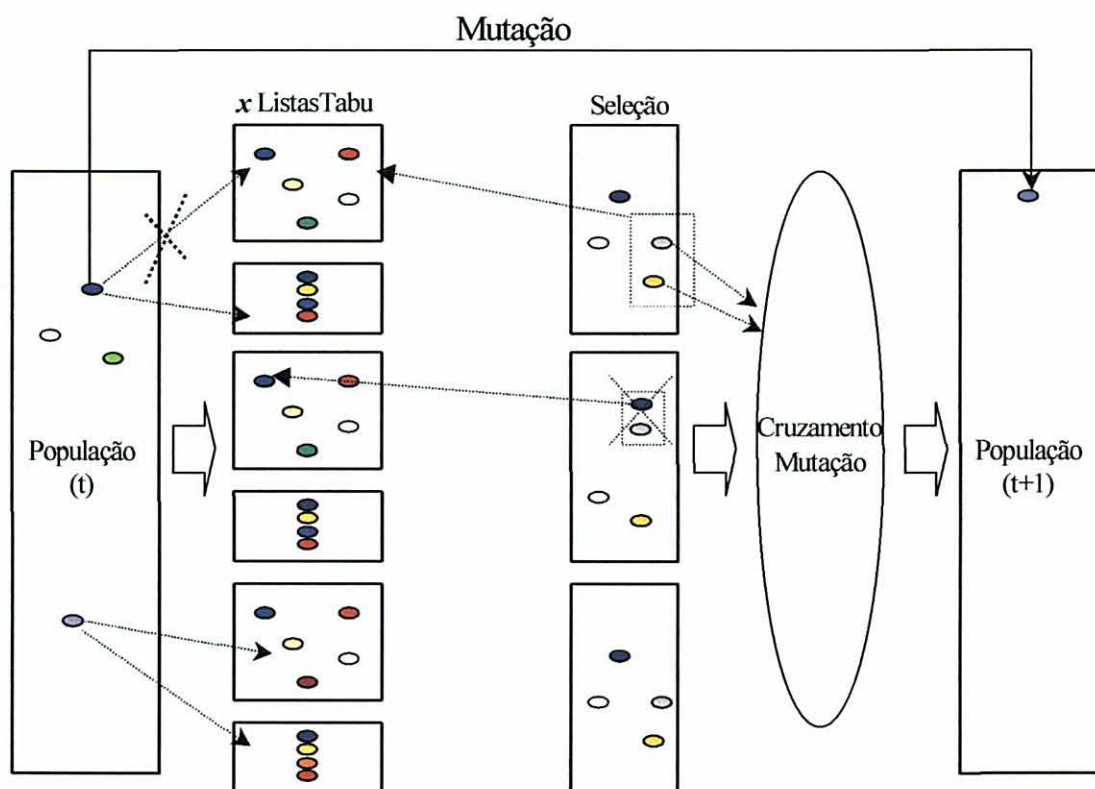 Mutação
x ListasTabu
Seleção
População
(t)
Cruzamento
Mutação
População
(t+1)